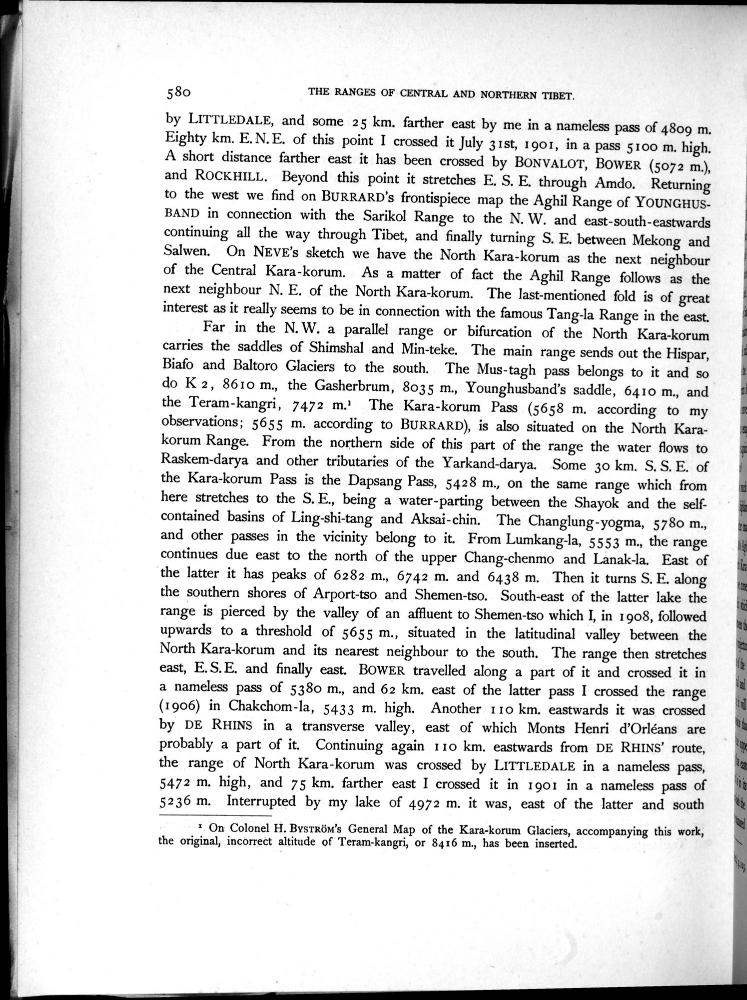 580
THE RANGES OF CENTRAL AND NORTHERN TIBET.
by LITTLEDALE, and some 25 km. farther east by me in a nameless pass of 4809 m.
Eighty km. E. N. E. of this point I crossed it July 31st, 1901, in a pass 5100 m. high.
A short distance farther east it has been crossed by BONVALOT, BOWER (5072 m.),
and ROCKHILL. Beyond this point it stretches E. S. E. through Amdo. Returning
to the west we find on BURRARD's frontispiece map the Aghil Range of YOUNGHUS-
BAND in connection with the Sarikol Range to the N. W. and east-south-eastwards
continuing all the way through Tibet, and finally turning S. E. between Mekong and
Salwen. On NEVE's sketch we have the North Kara-korum as the next neighbour
of the Central Kara-korum. As a matter of fact the Aghil Range follows as the
next neighbour N. E. of the North Kara-korum. The last-mentioned fold is of great
interest as it really seems to be in connection with the famous Tang-la Range in the east.
Far in the N. W. a parallel range or bifurcation of the North Kara-korum
carries the saddles of Shimshal and Min-teke. The main range sends out the Hispar,
Biafo and Baltoro Glaciers to the south. The Mus-tagh pass belongs to it and so
do K 2, 8610 m., the Gasherbrum, 8035 m., Younghusband's saddle, 6410 m., and
the Teram-kangri, 7472 m.¹ The Kara-korum Pass (5658 m. according to my
observations; 5655 m. according to BURRARD), is also situated on the North Kara-
korum Range. From the northern side of this part of the range the water flows to
Raskem-darya and other tributaries of the Yarkand-darya. Some 30 km. S. S. E. of
the Kara-korum Pass is the Dapsang Pass, 5428 m., on the same range which from
here stretches to the S. E., being a water-parting between the Shayok and the self-
contained basins of Ling-shi-tang and Aksai-chin. The Changlung-yogma, 5780 m.,
and other passes in the vicinity belong to it. From Lumkang-la, 5553 m., the range
continues due east to the north of the upper Chang-chenmo and Lanak-la. East of
the latter it has peaks of 6282 m., 6742 m. and 6438 m. Then it turns S. E. along
the southern shores of Arport-tso and Shemen-tso. South-east of the latter lake the
range is pierced by the valley of an affluent to Shemen-tso which I, in 1908, followed
upwards to a threshold of 5655 m., situated in the latitudinal valley between the
North Kara-korum and its nearest neighbour to the south. The range then stretches
east, E. S. E. and finally east. BOWER travelled along a part of it and crossed it in
a nameless pass of 5380 m., and 62 km. east of the latter pass I crossed the range
(1906) in Chakchom-la, 5433 m. high. Another 110 km. eastwards it was crossed
by DE RHINS in a transverse valley, east of which Monts Henri d'Orléans are
probably a part of it. Continuing again 110 km. eastwards from DE RHINS' route,
the range of North Kara-korum was crossed by LITTLEDALE in a nameless pass,
5472 m. high, and 75 km. farther east I crossed it in 1901 in a nameless pass of
5236 m. Interrupted by my lake of 4972 m. it was, east of the latter and south
¹ On Colonel H. BYSTRÖM's General Map of the Kara-korum Glaciers, accompanying this work,
the original, incorrect altitude of Teram-kangri, or 8416 m., has been inserted.